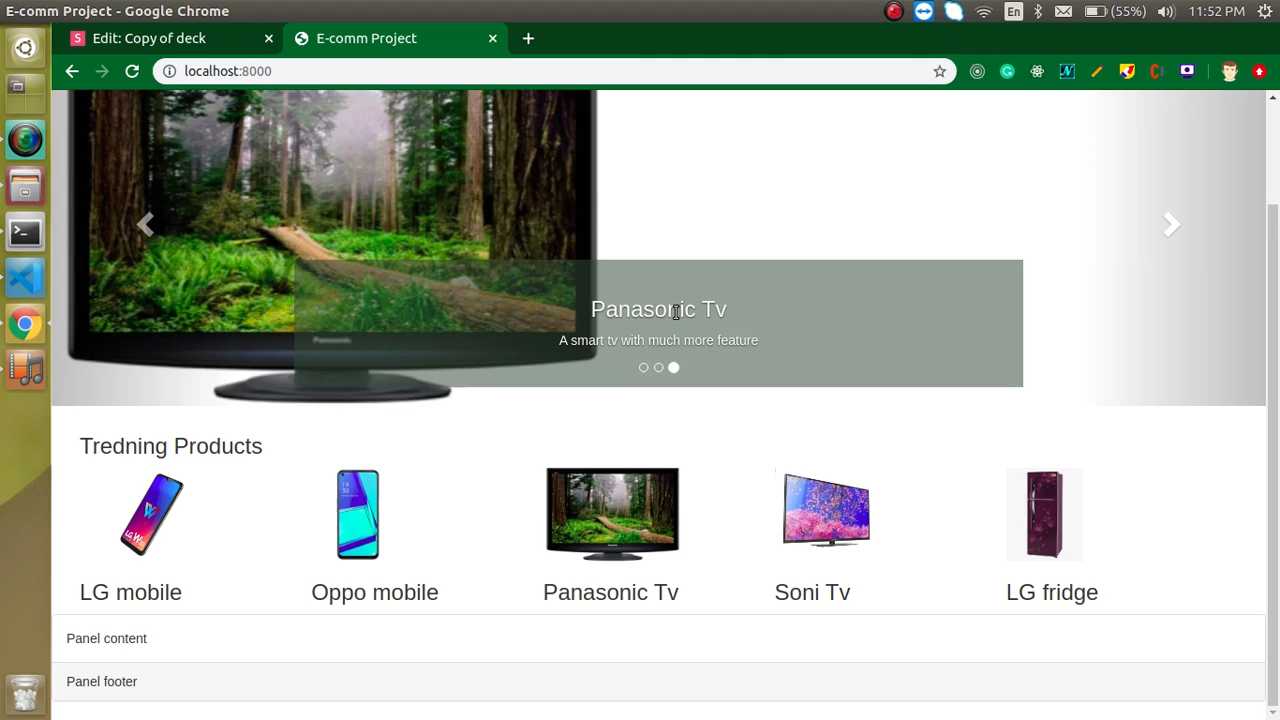 E-comm Project - Google Chrome
En
(55%)
11:52 PM
S Edit: Copy of deck
E-comm Project
localhost:8000
Panasonic
Panasonic Tv
A smart tv with much more feature
Tredning Products
LG mobile
Oppo mobile
Panasonic Tv
Soni Tv
LG fridge
Panel content
Panel footer